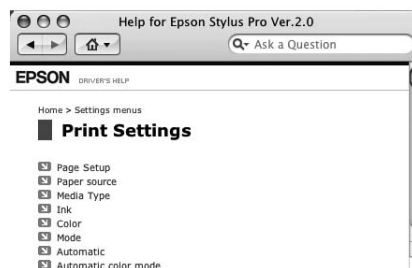 Help for Epson Stylus Pro Ver.2.0
Ask a Question
EPSON DRIVER'S HELP
Home > Settings menus
Print Settings
Page Setup
Paper source
Media Type
Ink
Color
Mode
Automatic
Automatic color mode